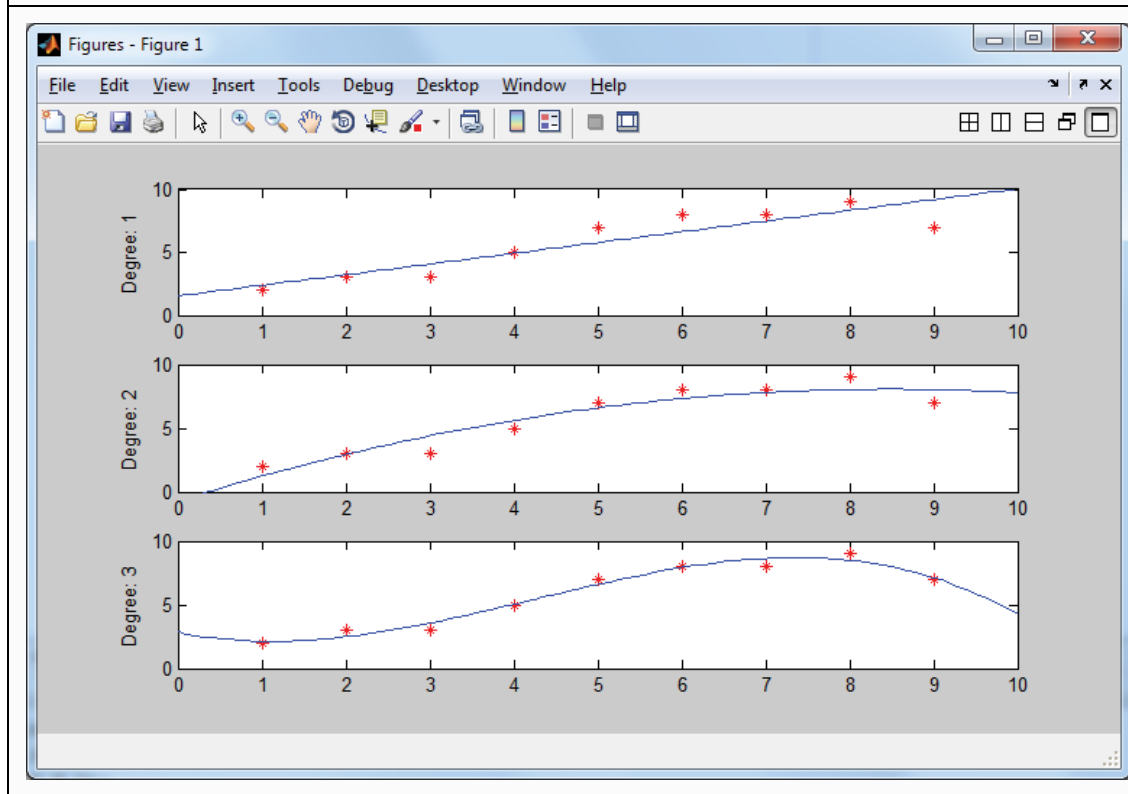 Figures - Figure 1
File Edit View Insert Tools Debug Desktop Window Help
10
5
0
Degree: 1
0 1 2 3 4 5 6 7 8 9 10
10
5
0
Degree: 2
0 1 2 3 4 5 6 7 8 9 10
10
5
0
Degree: 3
0 1 2 3 4 5 6 7 8 9 10